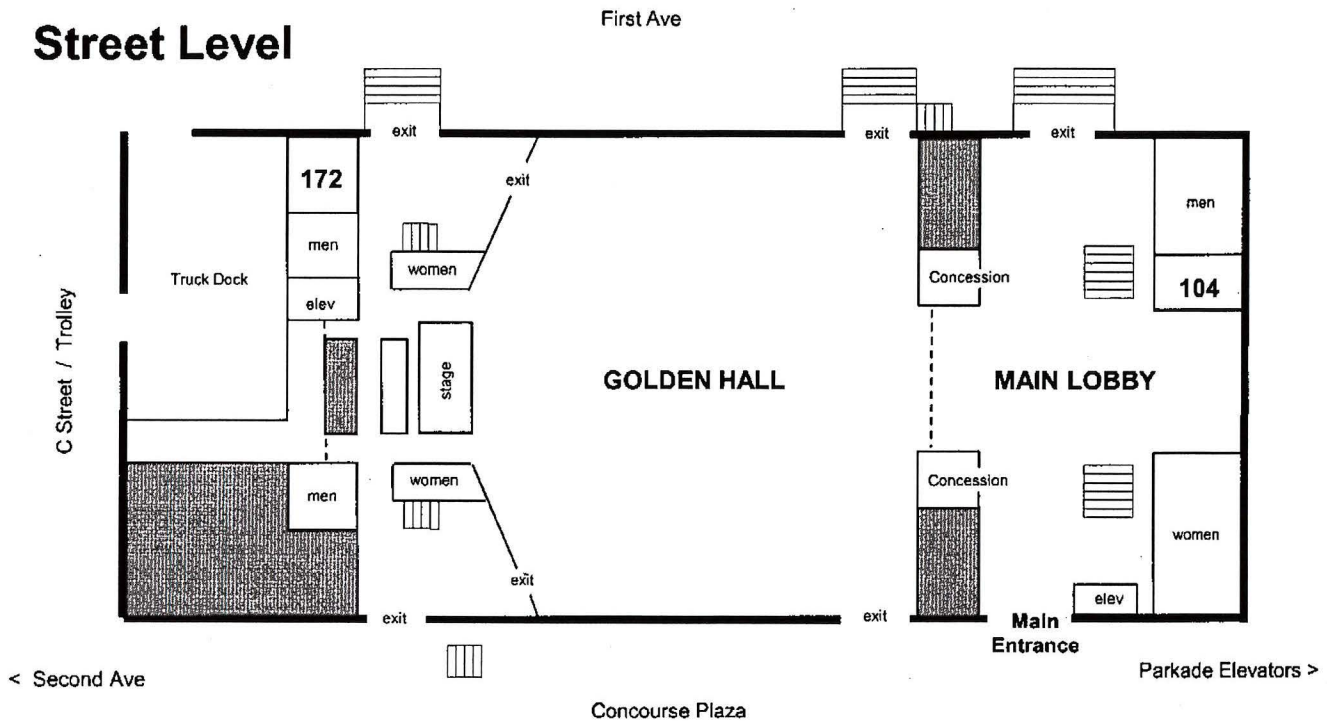 First Ave
Street Level
exit
exit
exit
172
exit
men
men
Truck Dock
women
Concession
104
elev
C Street / Trolley
stage
GOLDEN HALL
MAIN LOBBY
men
women
Concession
women
exit
elev
exit
exit
Main
Entrance
< Second Ave
Parkade Elevators >
Concourse Plaza